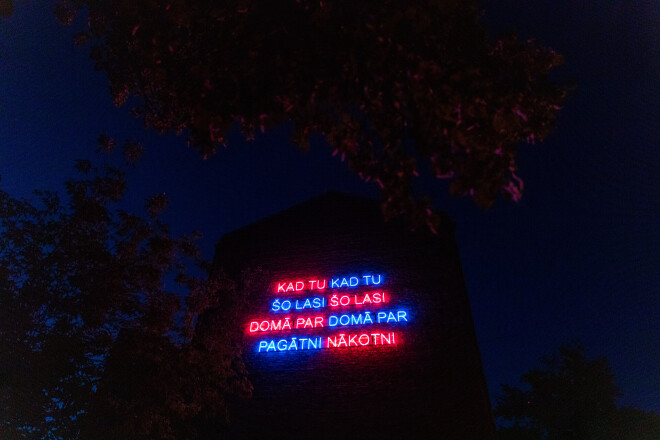 KAD TU KAD TU
ŠO LASI ŠO LASI
DOMĀ PAR DOMĀ PAR
PAGĀTNI NĀKOTNI